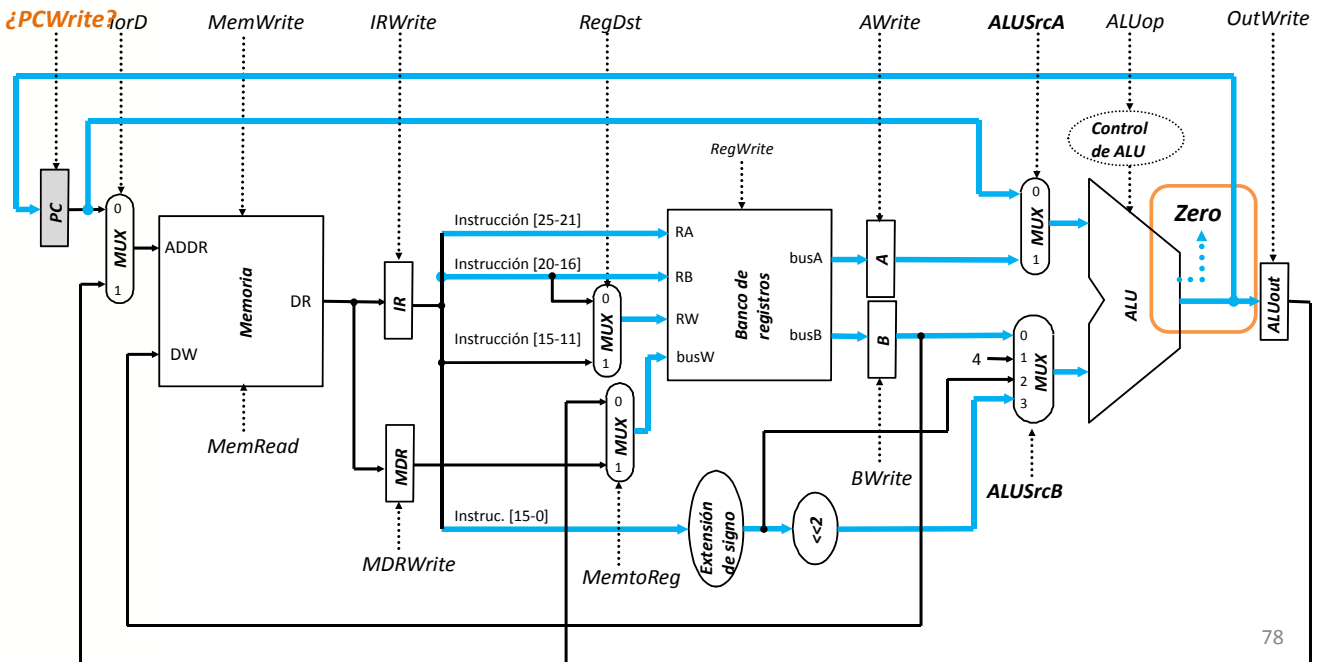 ¿PCWrite?
IorD
MemWrite
IRWrite
RegDst
AWrite
ALUSrcA
ALUop
OutWrite
Control
de ALU
RegWrite
PC
0
MUX
1
ADDR
Memoria
DR
DW
MemRead
IR
MDR
MDRWrite
Instrucción [25-21]
Instrucción [20-16]
Instrucción [15-11]
Instruc. [15-0]
0
MUX
1
0
MUX
1
MemtoReg
RA
RB
RW
busW
Banco de
registros
busA
busB
A
B
BWrite
Extensión
de signo
<<2
0
MUX
1
4
0
1
2
3
MUX
ALUSrcB
ALU
Zero
ALUout
78